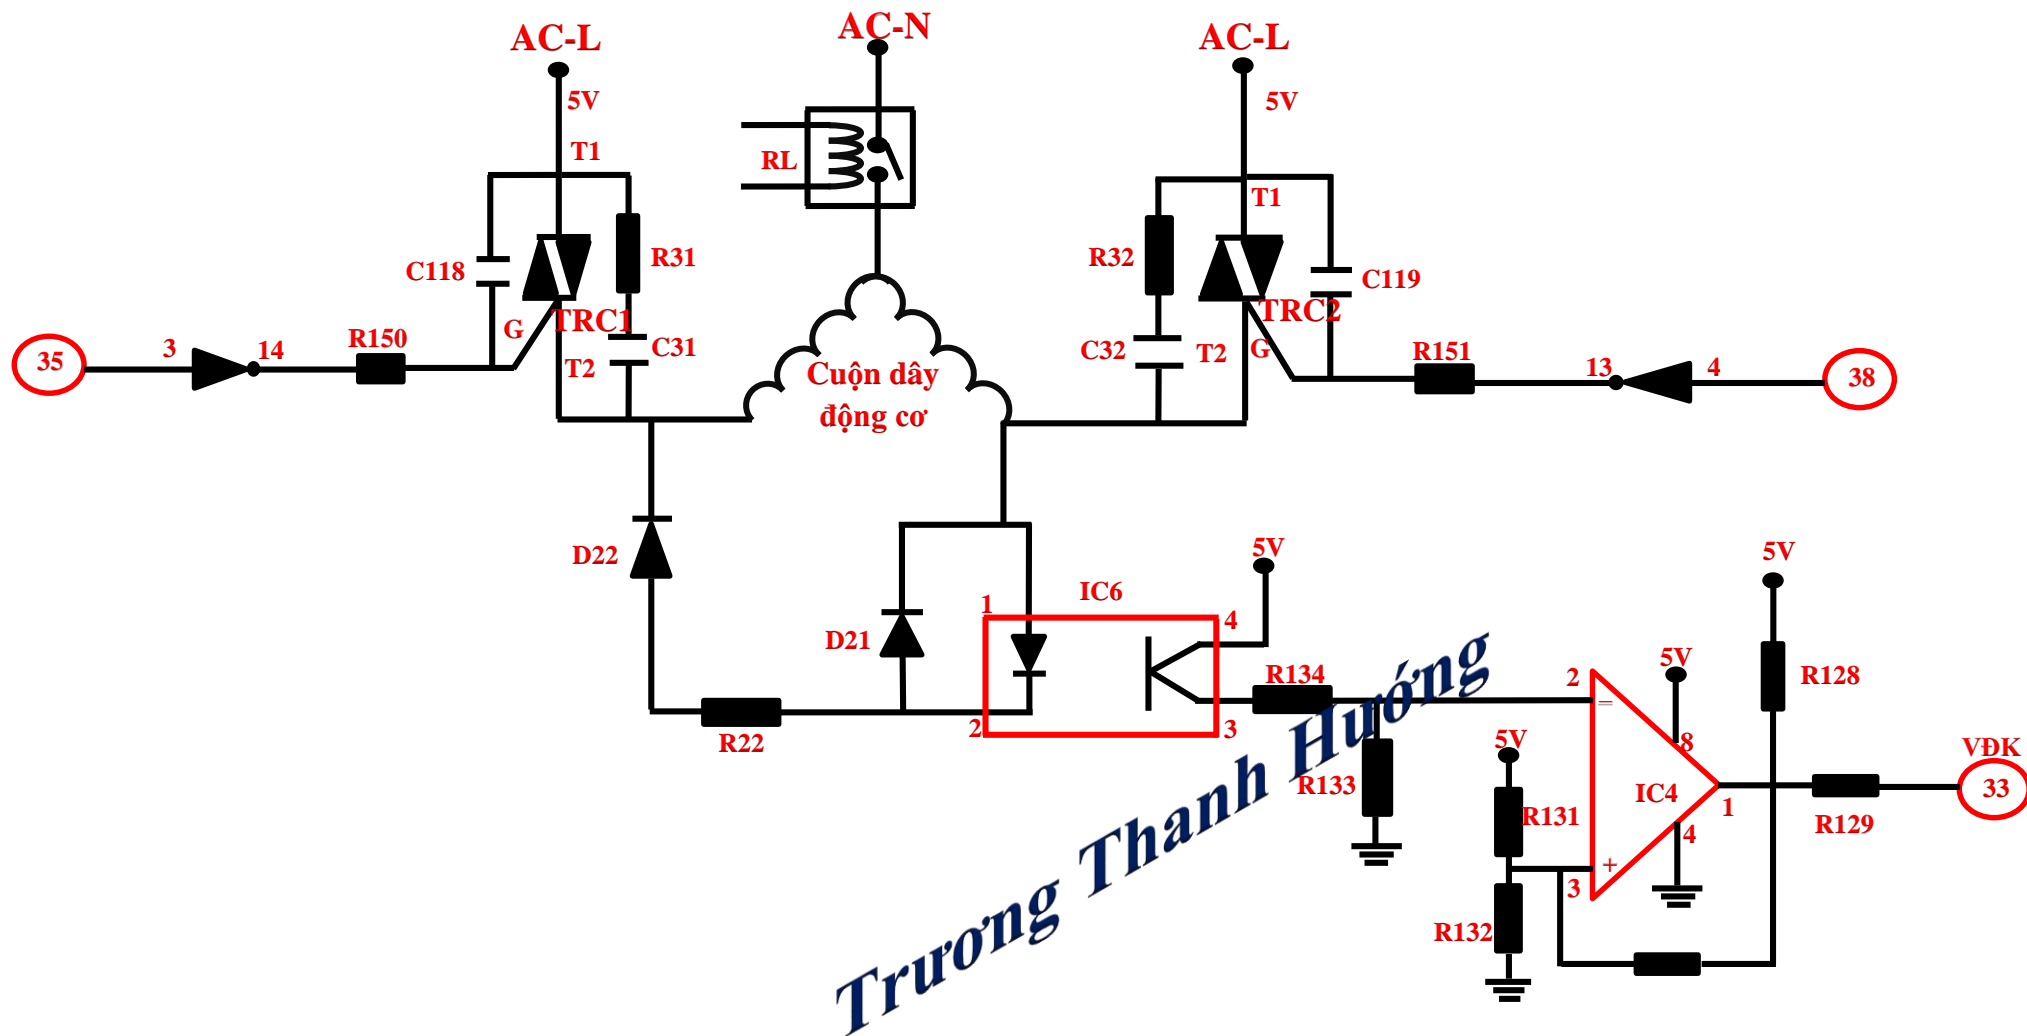 AC-L
AC-N
AC-L
5V
5V
T1
RL
T1
C118
R31
R32
C119
TRC1
TRC2
35
3
14
R150
G
T2
C31
Cuộn dây
động cơ
C32
T2
G
R151
13
4
38
D22
5V
5V
IC6
1
4
D21
R134
5V
2
=
R128
2
R22
3
5V
8
R133
VĐK
33
R131
IC4
1
R129
4
+
3
R132
Trương Thanh Hướng